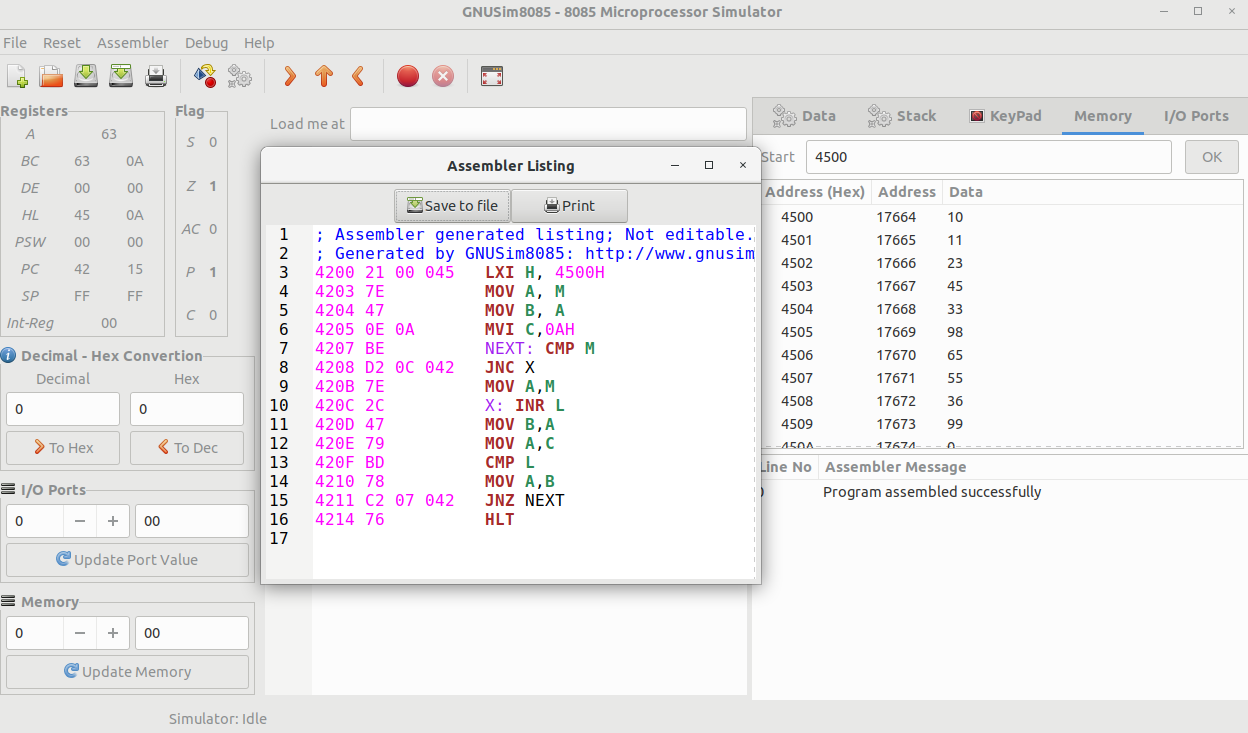 GNUSim8085 - 8085 Microprocessor Simulator
File Reset Assembler Debug Help
Registers
A 63
BC 63 0A
DE 00 00
HL 45 0A
PSW 00 00
PC 42 15
SP FF FF
Int-Reg 00
Flag
S 0
Z 1
AC 0
P 1
C 0
Decimal - Hex Convertion
Decimal Hex
0 0
To Hex To Dec
I/O Ports
0 00
Update Port Value
Memory
0 00
Update Memory
Load me at
Assembler Listing
Save to file Print
1 ; Assembler generated listing; Not editable.
2 ; Generated by GNUSim8085: http://www.gnusim
3 4200 21 00 045 LXI H, 4500H
4 4203 7E MOV A, M
5 4204 47 MOV B, A
6 4205 0E 0A MVI C,0AH
7 4207 BE NEXT: CMP M
8 4208 D2 0C 042 JNC X
9 420B 7E MOV A,M
10 420C 2C X: INR L
11 420D 47 MOV B,A
12 420E 79 MOV A,C
13 420F BD CMP L
14 4210 78 MOV A,B
15 4211 C2 07 042 JNZ NEXT
16 4214 76 HLT
17
Data Stack KeyPad Memory I/O Ports
Start 4500 OK
Address (Hex) Address Data
4500 17664 10
4501 17665 11
4502 17666 23
4503 17667 45
4504 17668 33
4505 17669 98
4506 17670 65
4507 17671 55
4508 17672 36
4509 17673 99
450A 17674 0
Line No Assembler Message
0 Program assembled successfully
Simulator: Idle